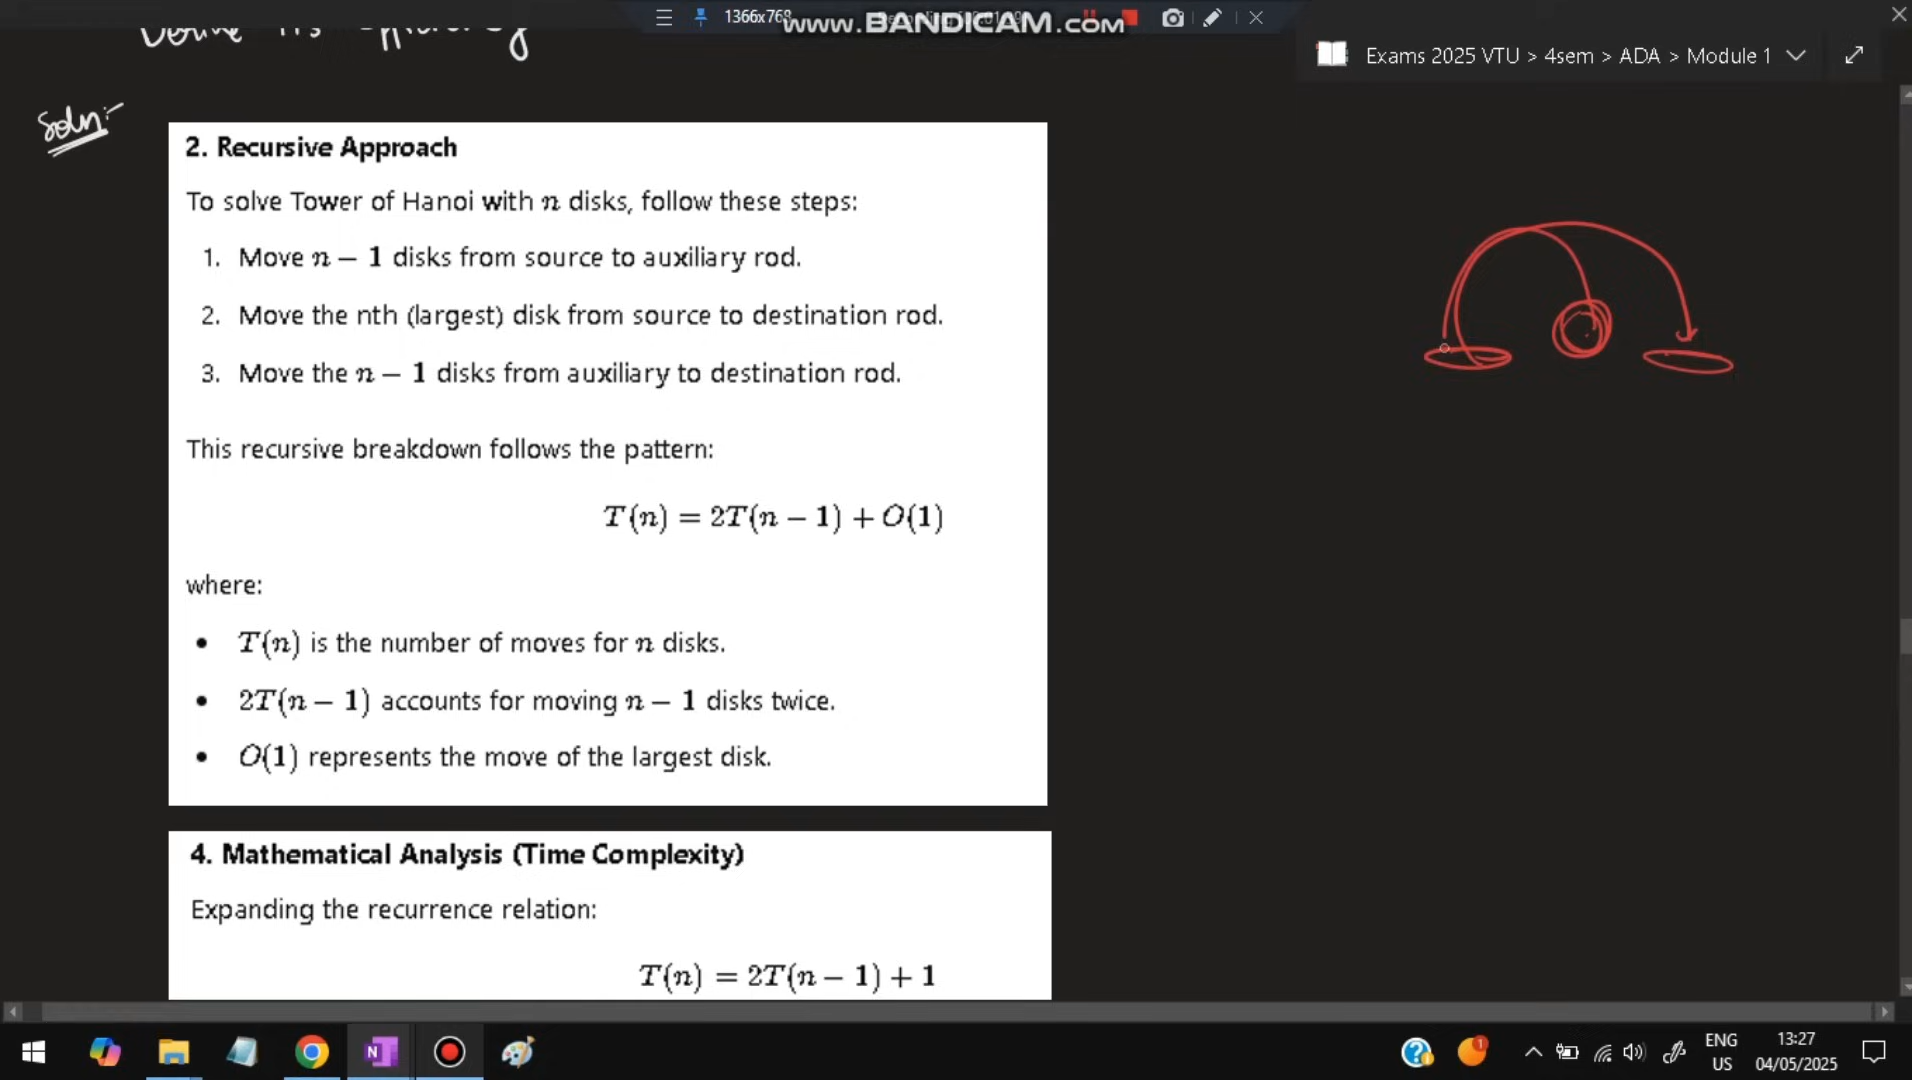 1366x768
www.BANDICAM.com
Exams 2025 VTU > 4sem > ADA > Module 1
its efficiency
Soln:-
2. Recursive Approach
To solve Tower of Hanoi with n disks, follow these steps:
1. Move n − 1 disks from source to auxiliary rod.
2. Move the nth (largest) disk from source to destination rod.
3. Move the n − 1 disks from auxiliary to destination rod.
This recursive breakdown follows the pattern:
T(n) = 2T(n − 1) + O(1)
where:
• T(n) is the number of moves for n disks.
• 2T(n − 1) accounts for moving n − 1 disks twice.
• O(1) represents the move of the largest disk.
4. Mathematical Analysis (Time Complexity)
Expanding the recurrence relation:
T(n) = 2T(n − 1) + 1
N
1
ENG
US
13:27
04/05/2025